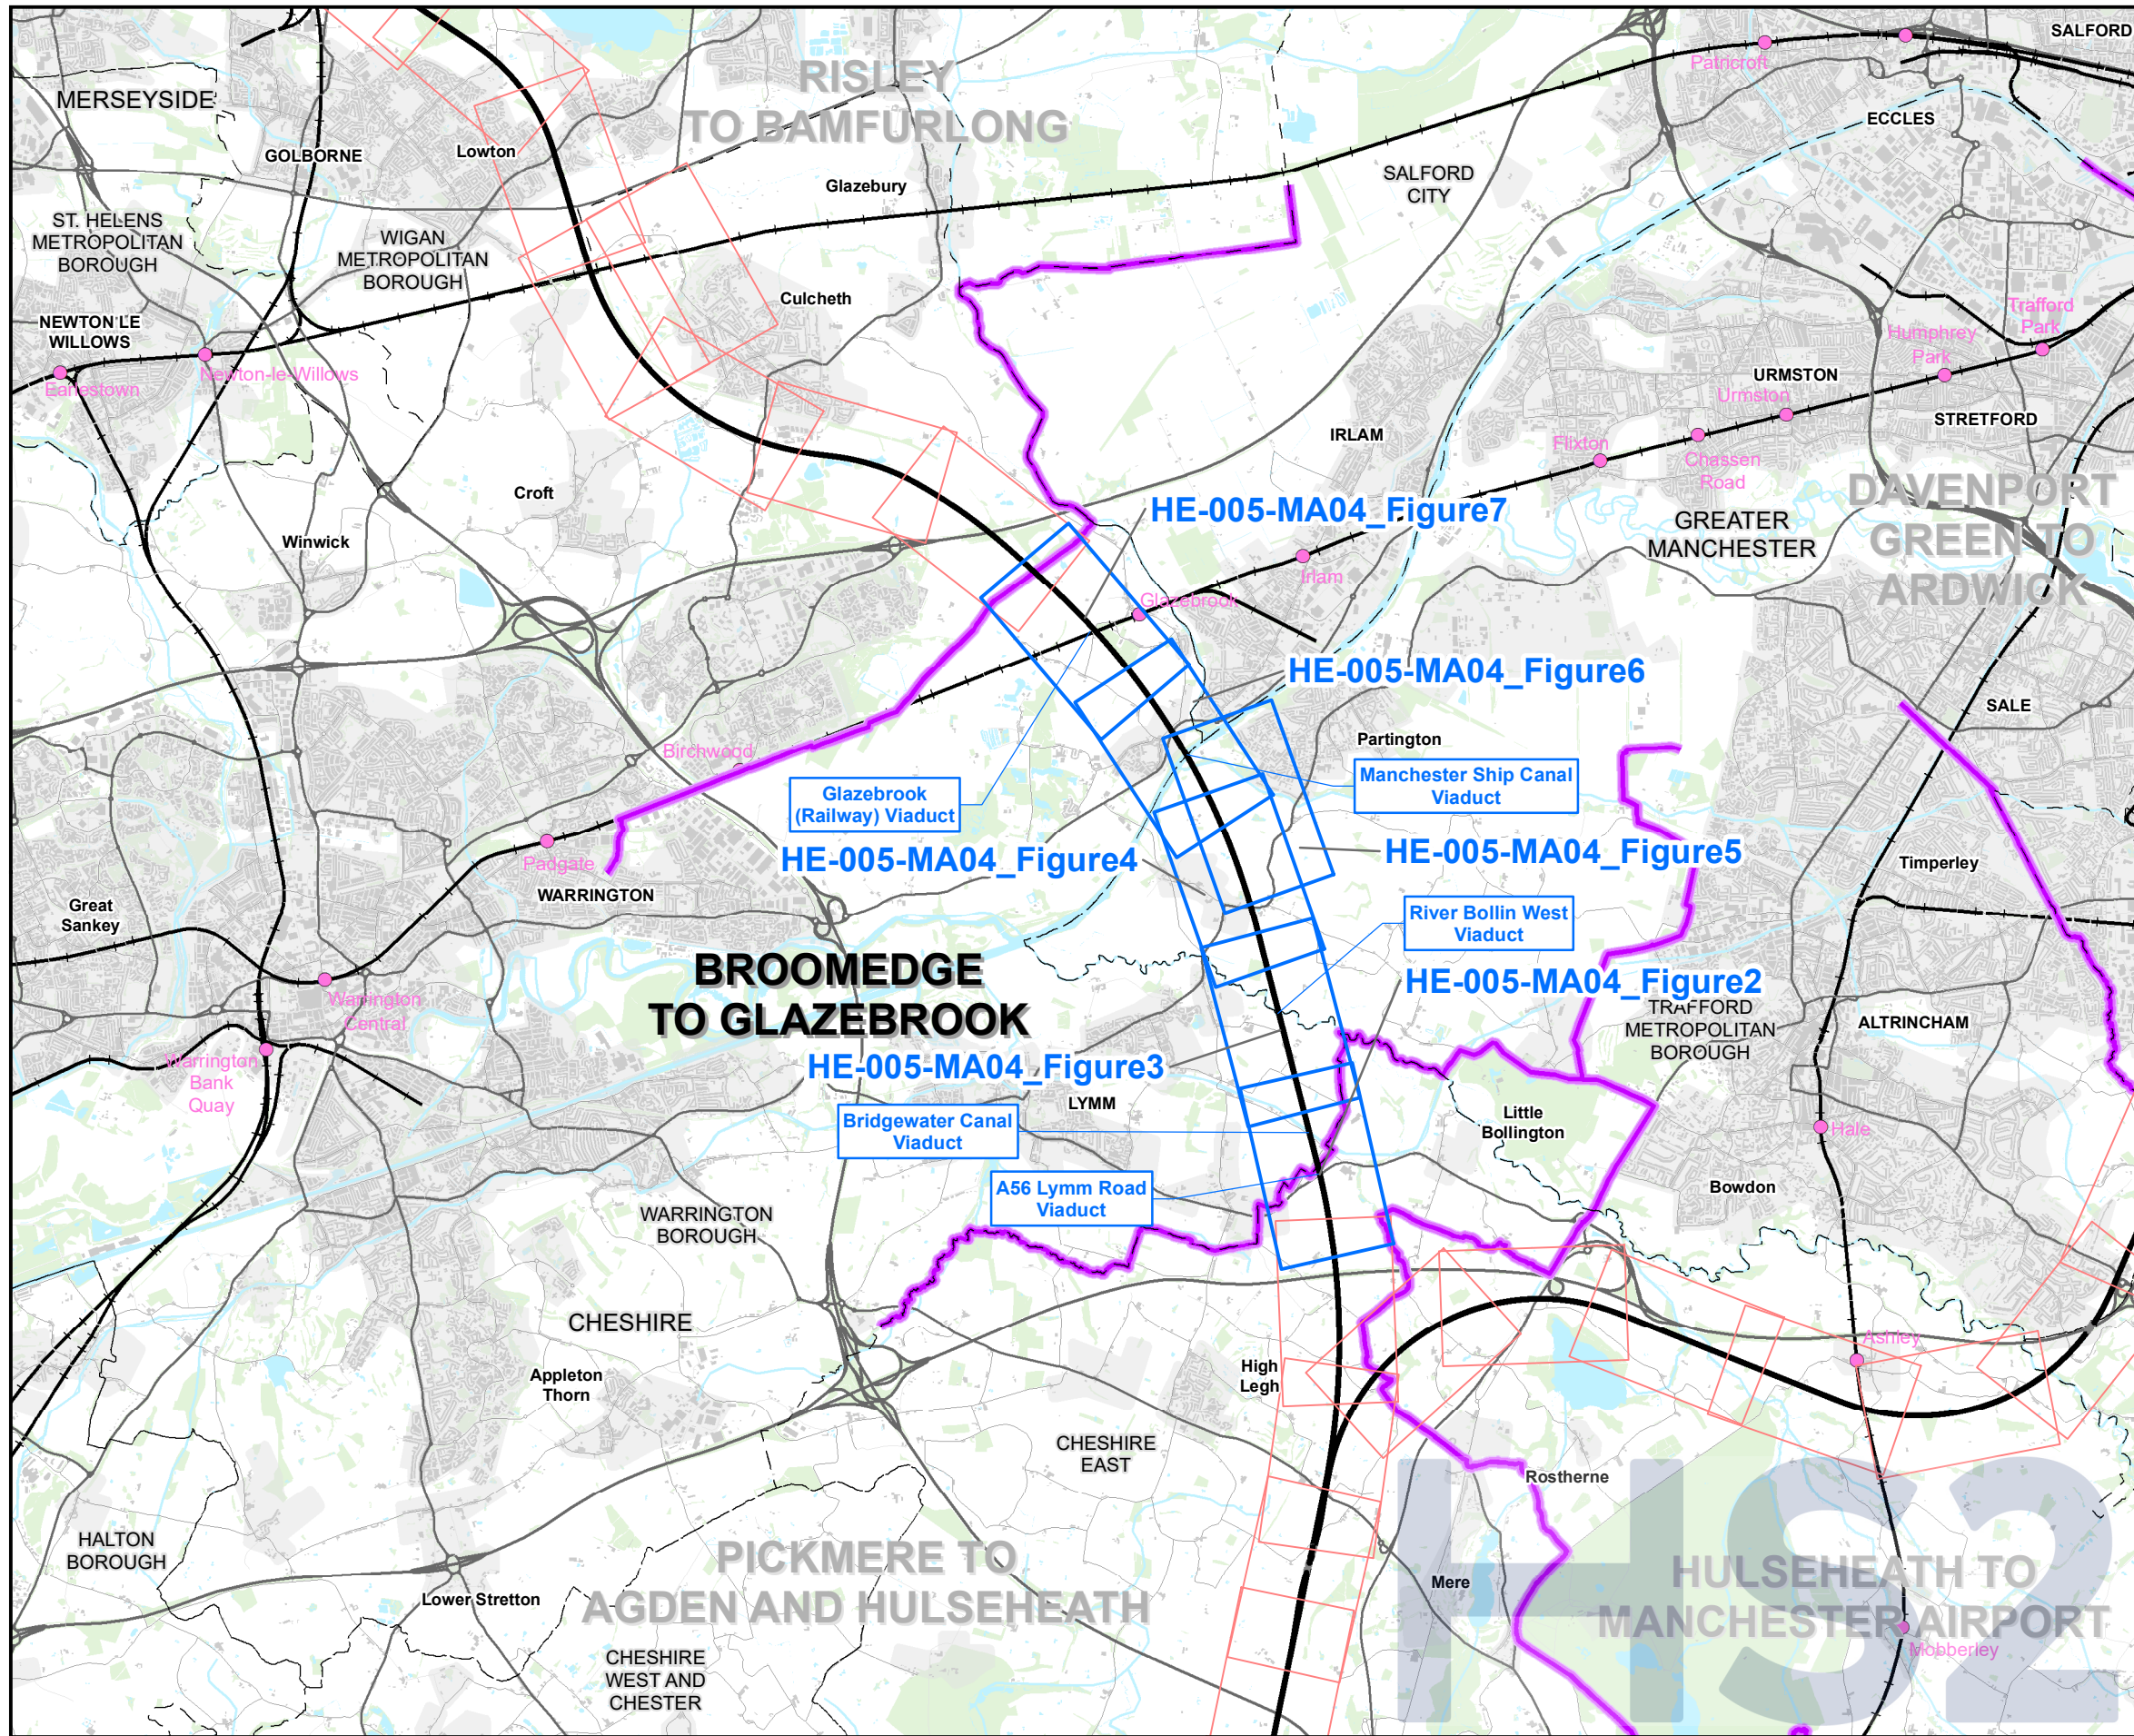 SALFORD
RISLEY
TO BAMFURLONG
Patricroft
MERSEYSIDE
ECCLES
GOLBORNE
Lowton
Glazebury
SALFORD
CITY
ST. HELENS
METROPOLITAN
BOROUGH
WIGAN
METROPOLITAN
BOROUGH
Culcheth
NEWTON LE
WILLOWS
Newton-le-Willows
Earlestown
Trafford
Park
Humphrey
Park
URMSTON
Urmston
STRETFORD
IRLAM
Flixton
Chassen
Road
Croft
HE-005-MA04_Figure7
DAVENPORT
GREEN TO
ARDWICK
GREATER
MANCHESTER
Winwick
Irlam
Glazebrook
HE-005-MA04_Figure6
SALE
Partington
Birchwood
Manchester Ship Canal
Viaduct
Glazebrook
(Railway) Viaduct
HE-005-MA04_Figure4
HE-005-MA04_Figure5
Timperley
Padgate
WARRINGTON
Great
Sankey
River Bollin West
Viaduct
BROOMEDGE
TO GLAZEBROOK
HE-005-MA04_Figure2
Warrington
Central
TRAFFORD
METROPOLITAN
BOROUGH
ALTRINCHAM
HE-005-MA04_Figure3
Warrington
Bank
Quay
LYMM
Bridgewater Canal
Viaduct
Little
Bollington
Hale
A56 Lymm Road
Viaduct
Bowdon
WARRINGTON
BOROUGH
CHESHIRE
Ashley
Appleton
Thorn
High
Legh
CHESHIRE
EAST
Rostherne
HS2
HALTON
BOROUGH
PICKMERE TO
AGDEN AND HULSEHEATH
Lower Stretton
Mere
HULSEHEATH TO
MANCHESTER AIRPORT
Mobberley
CHESHIRE
WEST AND
CHESTER